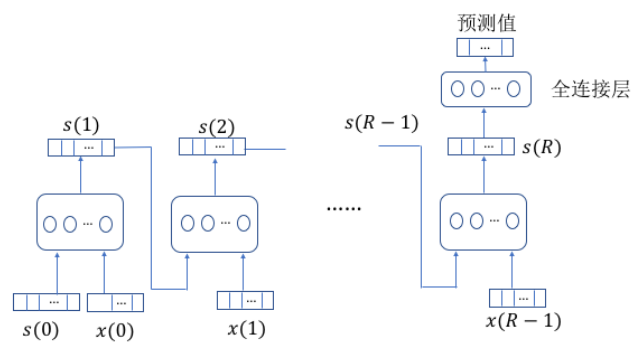 预测值
...
... 全连接层
s(1) s(2) s(R − 1)
... ... ... s(R)
... ... ...... ...
... ... ... ...
s(0) x(0) x(1) x(R − 1)